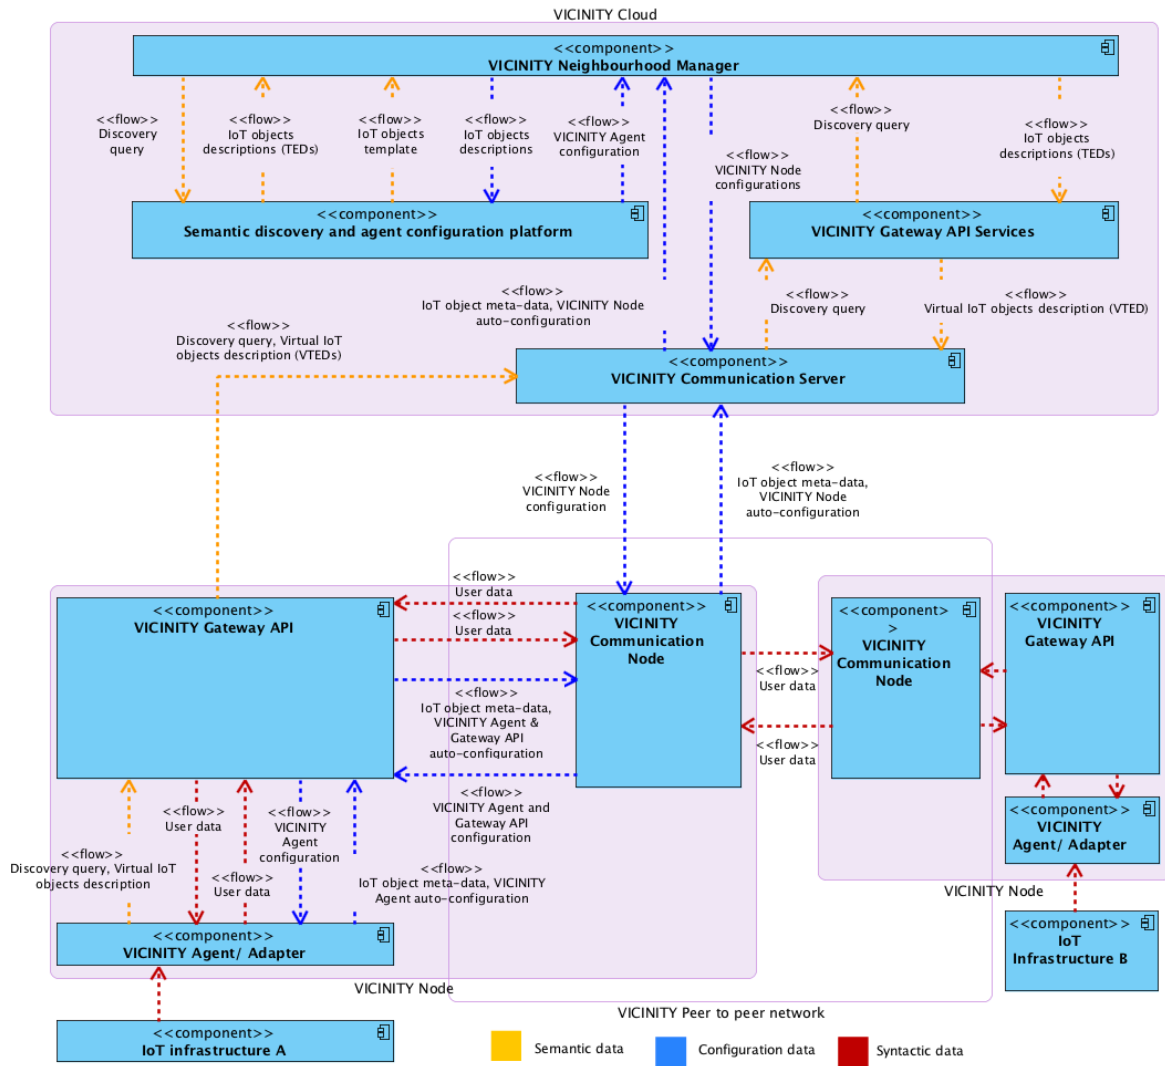 VICINITY Cloud
<<component>>
VICINITY Neighbourhood Manager
<<flow>>
Discovery
query
<<flow>>
IoT objects
descriptions (TEDs)
<<flow>>
IoT objects
template
<<flow>>
IoT objects
descriptions
<<flow>>
VICINITY Agent
configuration
<<flow>>
VICINITY Node
configurations
<<flow>>
Discovery query
<<flow>>
IoT objects
descriptions (TEDs)
<<component>>
Semantic discovery and agent configuration platform
<<component>>
VICINITY Gateway API Services
<<flow>>
IoT object meta-data, VICINITY Node
auto-configuration
<<flow>>
Discovery query
<<flow>>
Virtual IoT objects description (VTED)
<<flow>>
Discovery query, Virtual IoT
objects description (VTEDs)
<<component>>
VICINITY Communication Server
<<flow>>
VICINITY Node
configuration
<<flow>>
IoT object meta-data,
VICINITY Node
auto-configuration
<<component>>
VICINITY Gateway API
<<flow>>
User data
<<flow>>
User data
<<flow>>
IoT object meta-data,
VICINITY Agent &
Gateway API
auto-configuration
<<flow>>
VICINITY Agent and
Gateway API
configuration
<<component>>
VICINITY
Communication
Node
<<flow>>
User data
<<flow>>
User data
<<component>
>
VICINITY
Communication
Node
<<component>>
VICINITY
Gateway API
<<component>>
VICINITY
Agent/ Adapter
VICINITY Node
<<component>>
IoT
Infrastructure B
<<flow>>
Discovery query, Virtual IoT
objects description
<<flow>>
User data
<<flow>>
User data
<<flow>>
VICINITY
Agent
configuration
<<flow>>
IoT object meta-data, VICINITY
Agent auto-configuration
<<component>>
VICINITY Agent/ Adapter
VICINITY Node
VICINITY Peer to peer network
<<component>>
IoT infrastructure A
Semantic data
Configuration data
Syntactic data